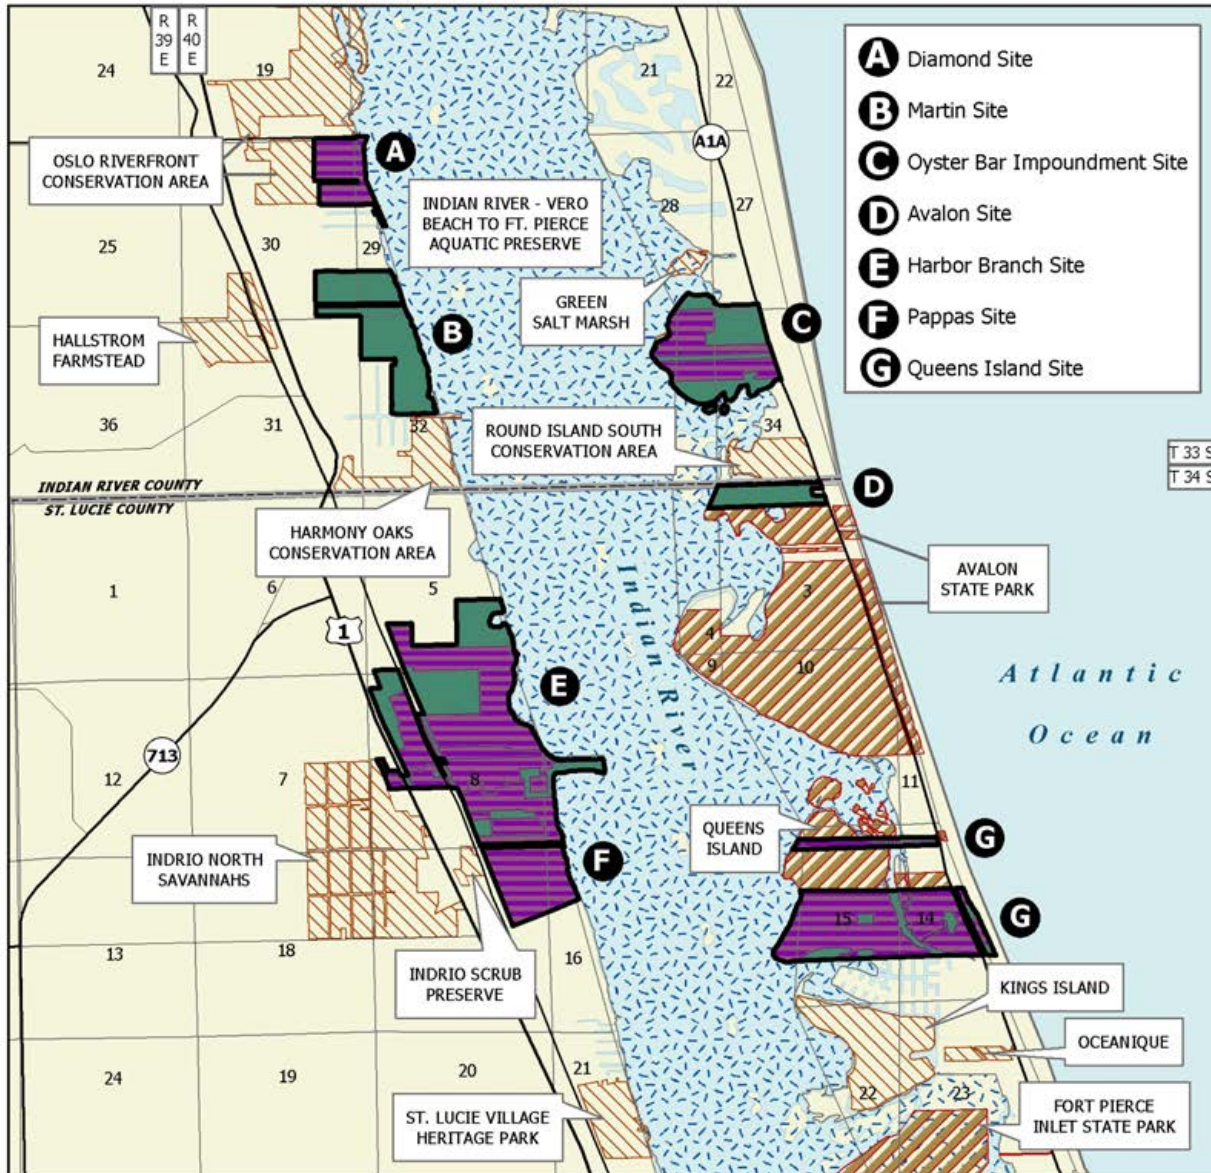 R
39
E
R
40
E
24
19
21
22
A1A
A Diamond Site
B Martin Site
C Oyster Bar Impoundment Site
D Avalon Site
E Harbor Branch Site
F Pappas Site
G Queens Island Site
OSLO RIVERFRONT
CONSERVATION AREA
A
INDIAN RIVER - VERO
BEACH TO FT. PIERCE
AQUATIC PRESERVE
28
27
25
30
29
GREEN
SALT MARSH
HALLSTROM
FARMSTEAD
B
C
36
31
32
34
ROUND ISLAND SOUTH
CONSERVATION AREA
T 33 S
T 34 S
INDIAN RIVER COUNTY
ST. LUCIE COUNTY
D
HARMONY OAKS
CONSERVATION AREA
AVALON
STATE PARK
1
6
5
3
1
4
9
10
Indian River
E
Atlantic
Ocean
713
12
7
8
11
QUEENS
ISLAND
G
INDRIO NORTH
SAVANNAHS
F
15
14
G
13
18
16
INDRIO SCRUB
PRESERVE
KINGS ISLAND
OCEANIQUE
24
19
20
21
22
23
ST. LUCIE VILLAGE
HERITAGE PARK
FORT PIERCE
INLET STATE PARK